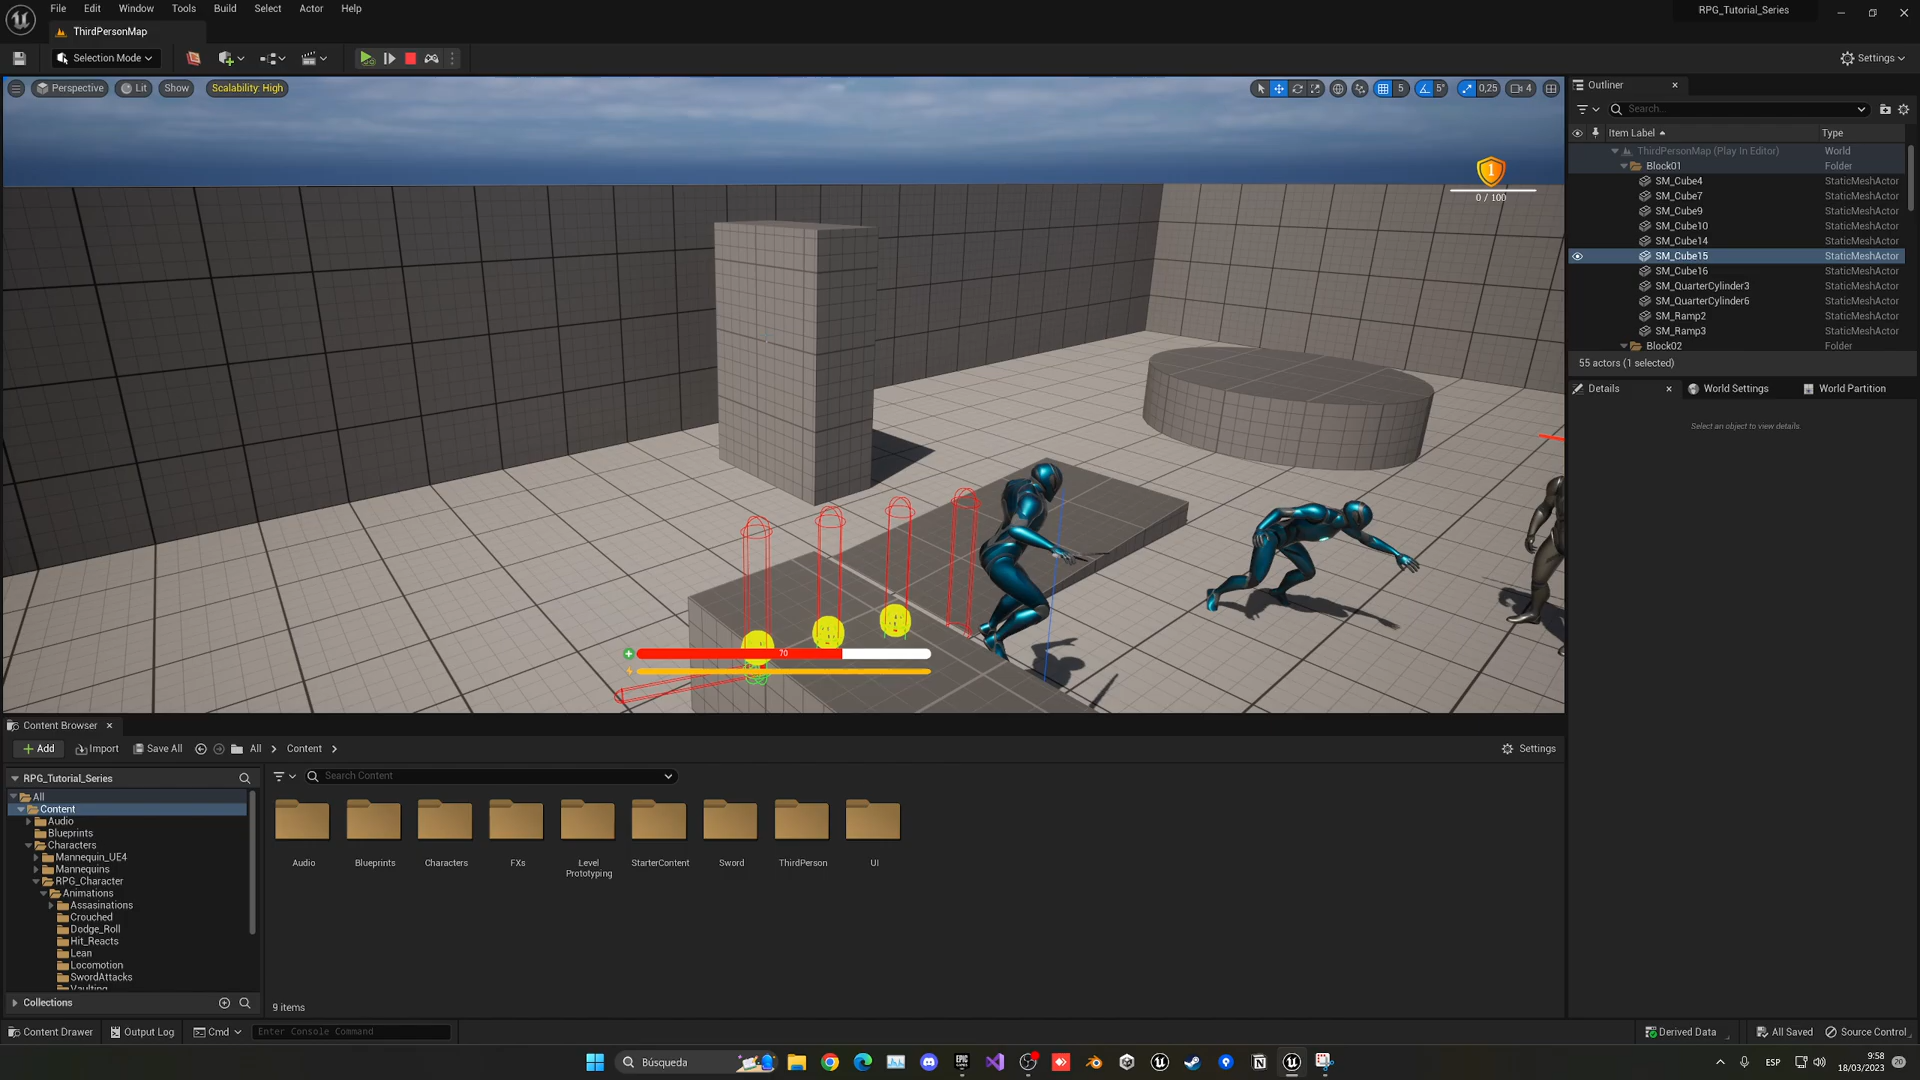 File Edit Window Tools Build Select Actor Help
RPG_Tutorial_Series
ThirdPersonMap
Selection Mode
Settings
Perspective
Lit
Show
Scalability: High
5
5°
0,25
4
1
0 / 100
70
Outliner
Search...
Item Label
Type
ThirdPersonMap (Play In Editor) World
Block01 Folder
SM_Cube4 StaticMeshActor
SM_Cube7 StaticMeshActor
SM_Cube9 StaticMeshActor
SM_Cube10 StaticMeshActor
SM_Cube14 StaticMeshActor
SM_Cube15 StaticMeshActor
SM_Cube16 StaticMeshActor
SM_QuarterCylinder3 StaticMeshActor
SM_QuarterCylinder6 StaticMeshActor
SM_Ramp2 StaticMeshActor
SM_Ramp3 StaticMeshActor
Block02 Folder
55 actors (1 selected)
Details
World Settings
World Partition
Select an object to view details
Content Browser
Add
Import
Save All
All
Content
Settings
RPG_Tutorial_Series
All
Content
Audio
Blueprints
Characters
Mannequin_UE4
Mannequins
RPG_Character
Animations
Assasinations
Crouched
Dodge_Roll
Hit_Reacts
Lean
Locomotion
SwordAttacks
Vaulting
Collections
Search Content
Audio
Blueprints
Characters
FXs
Level
Prototyping
StarterContent
Sword
ThirdPerson
UI
9 items
Content Drawer
Output Log
Cmd
Enter Console Command
Derived Data
All Saved
Source Control
Búsqueda
ESP
9:58
18/03/2023
20